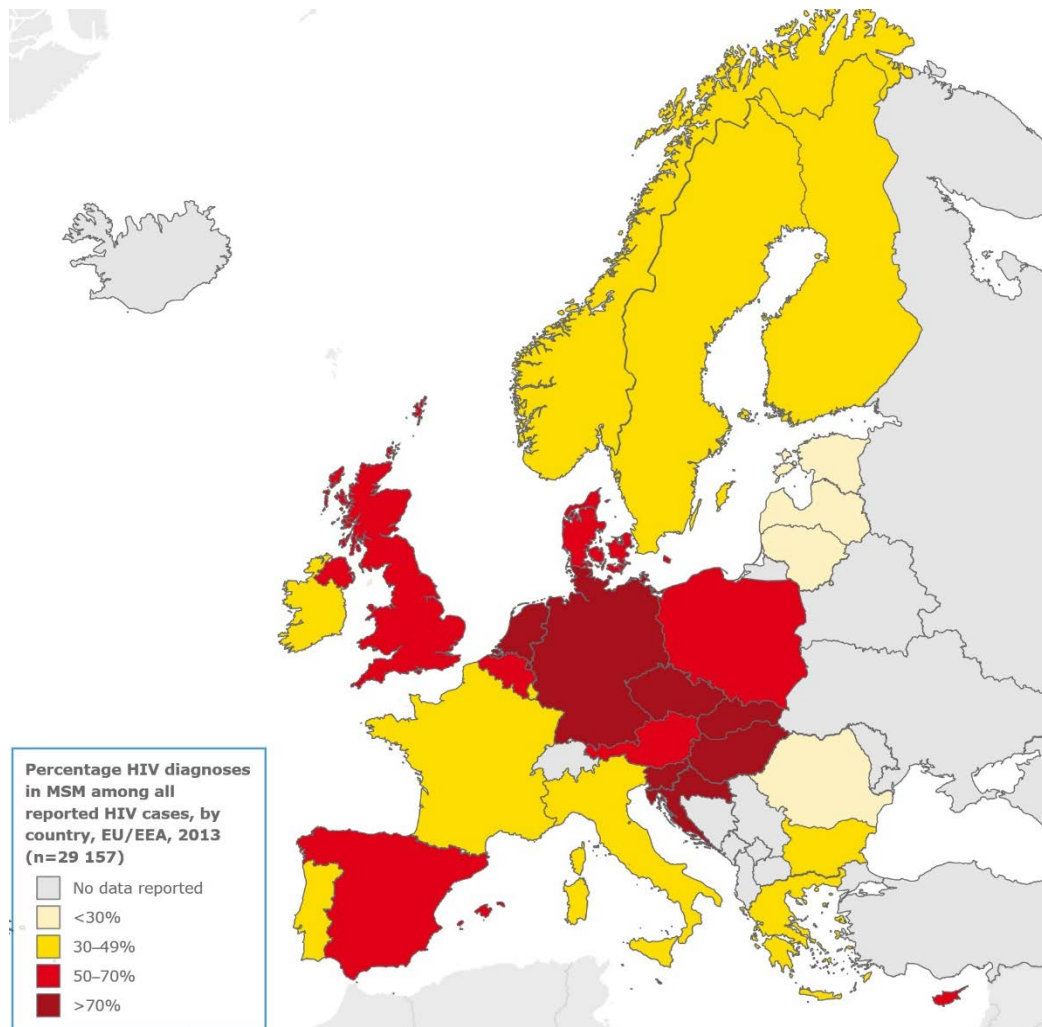 Percentage HIV diagnoses
in MSM among all
reported HIV cases, by
country, EU/EEA, 2013
(n=29 157)
No data reported
<30%
30–49%
50–70%
>70%